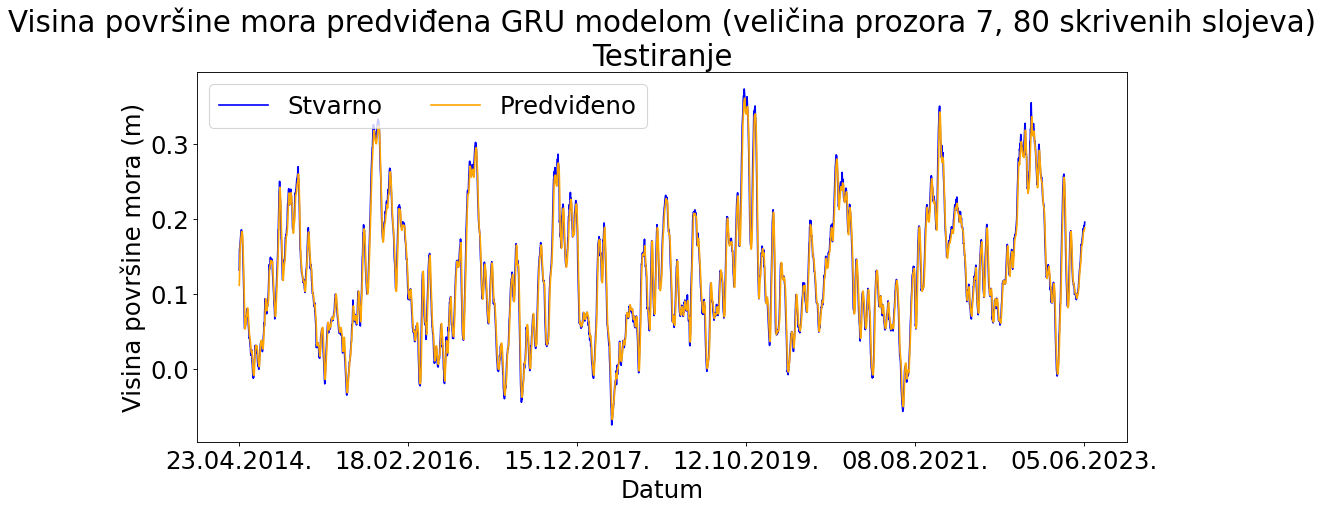 Visina površine mora predviđena GRU modelom (veličina prozora 7, 80 skrivenih slojeva)
Testiranje
Stvarno
Predviđeno
Visina površine mora (m)
0.3
0.2
0.1
0.0
23.04.2014.
18.02.2016.
15.12.2017.
12.10.2019.
08.08.2021.
05.06.2023.
Datum